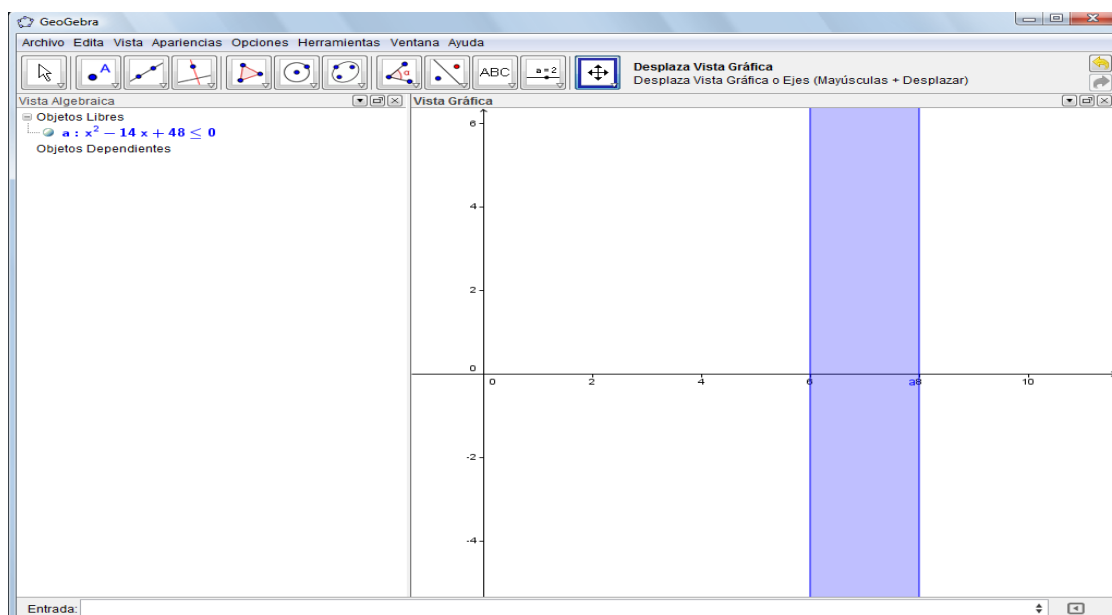 GeoGebra
Archivo Edita Vista Apariencias Opciones Herramientas Ventana Ayuda
A
ABC
a = 2
Desplaza Vista Gráfica
Desplaza Vista Gráfica o Ejes (Mayúsculas + Desplazar)
Vista Algebraica
Vista Gráfica
Objetos Libres
a : x² − 14 x + 48 ≤ 0
Objetos Dependientes
6
4
2
0
-2
-4
0 2 4 6 a8 10
Entrada: